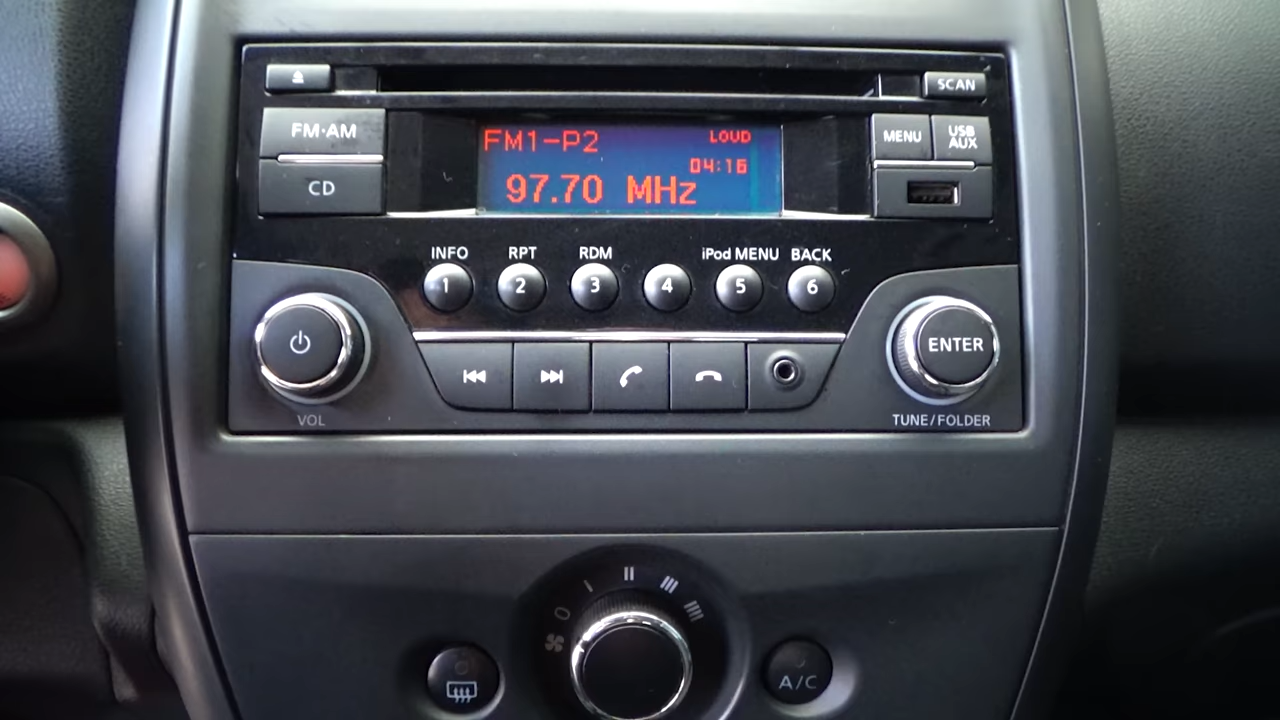 SCAN
FM·AM
FM1-P2 LOUD
MENU USB AUX
04:16
CD
97.70 MHz
INFO RPT RDM iPod MENU BACK
1 2 3 4 5 6
ENTER
VOL
TUNE/FOLDER
0
A/C